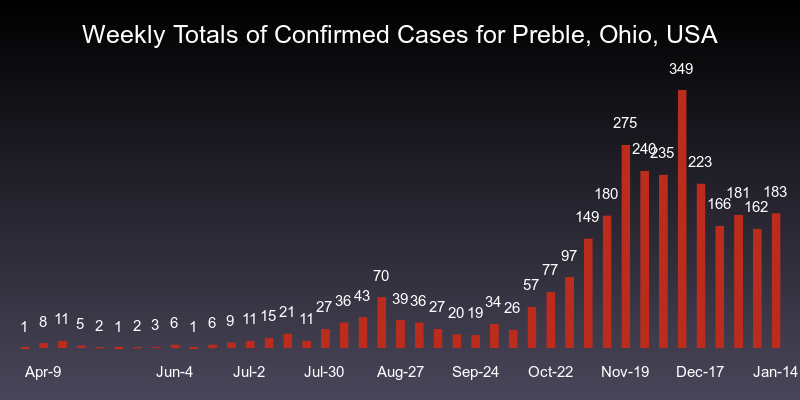 Weekly Totals of Confirmed Cases for Preble, Ohio, USA
1 8 11 5 2 1 2 3 6 1 6 9 11 15 21 11 27 36 43 70 39 36 27 20 19 34 26 57 77 97 149 180 275 240 235 349 223 166 181 162 183
Apr-9 Jun-4 Jul-2 Jul-30 Aug-27 Sep-24 Oct-22 Nov-19 Dec-17 Jan-14